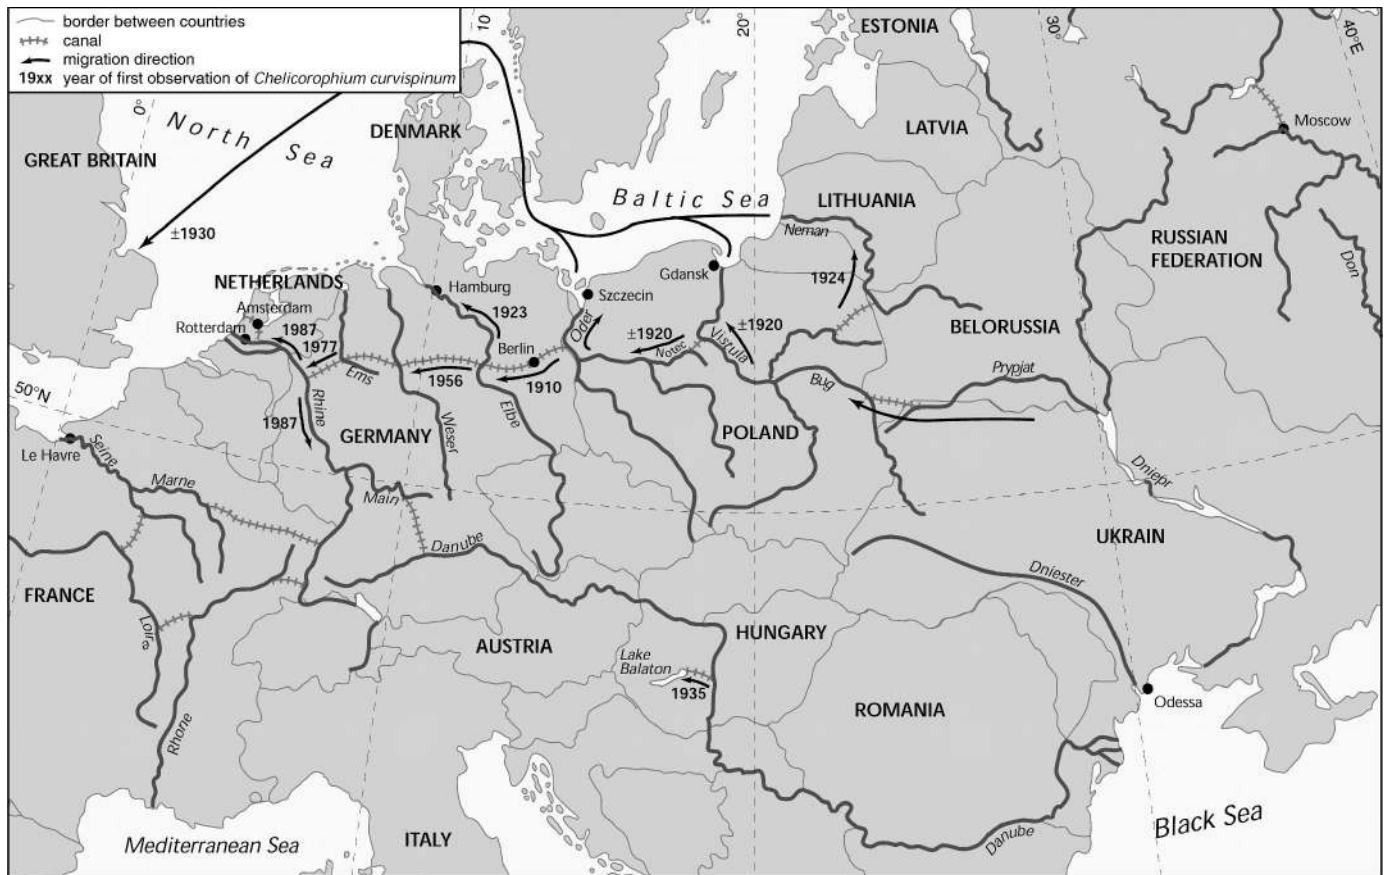 border between countries
canal
migration direction
19xx year of first observation of Chelicorophium curvispinum
10
20°
30°
40°E
ESTONIA
0°
North Sea
DENMARK
LATVIA
Moscow
GREAT BRITAIN
Baltic Sea
LITHUANIA
±1930
Neman
RUSSIAN
FEDERATION
NETHERLANDS
Hamburg
Gdansk
1924
Don
Amsterdam
Szczecin
Rotterdam
1987
1923
Oder
±1920
±1920
BELORUSSIA
1977
Berlin
Notec
Vistula
50°N
Ems
1956
1910
Bug
Prypjat
Rhine
Elbe
1987
GERMANY
Weser
POLAND
Le Havre
Seine
Marne
Main
Dniepr
Danube
UKRAIN
FRANCE
Dniester
Loire
AUSTRIA
HUNGARY
Lake
Balaton
1935
Odessa
ROMANIA
Rhone
Mediterranean Sea
ITALY
Danube
Black Sea